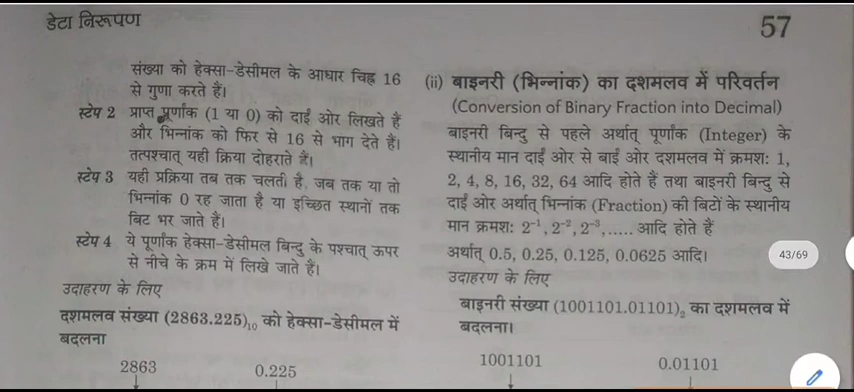 डेटा निरूपण
57
संख्या को हेक्सा-डेसीमल के आधार चिह्न 16
से गुणा करते हैं।
स्टेप 2 प्राप्त पूर्णांक (1 या 0) को दाईं ओर लिखते हैं
और भिन्नांक को फिर से 16 से भाग देते हैं।
तत्पश्चात् यही क्रिया दोहराते हैं।
स्टेप 3 यही प्रक्रिया तब तक चलती है, जब तक या तो
भिन्नांक 0 रह जाता है या इच्छित स्थानों तक
बिट भर जाते हैं।
स्टेप 4 ये पूर्णांक हेक्सा-डेसीमल बिन्दु के पश्चात् ऊपर
से नीचे के क्रम में लिखे जाते हैं।
उदाहरण के लिए
दशमलव संख्या (2863.225)₁₀ को हेक्सा-डेसीमल में
बदलना
2863 0.225
(ii) बाइनरी (भिन्नांक) का दशमलव में परिवर्तन
(Conversion of Binary Fraction into Decimal)
बाइनरी बिन्दु से पहले अर्थात् पूर्णांक (Integer) के
स्थानीय मान दाईं ओर से बाईं ओर दशमलव में क्रमशः 1,
2, 4, 8, 16, 32, 64 आदि होते हैं तथा बाइनरी बिन्दु से
दाईं ओर अर्थात् भिन्नांक (Fraction) की बिटों के स्थानीय
मान क्रमशः 2⁻¹, 2⁻², 2⁻³, ..... आदि होते हैं
अर्थात् 0.5, 0.25, 0.125, 0.0625 आदि।
उदाहरण के लिए
बाइनरी संख्या (1001101.01101)₂ का दशमलव में
बदलना।
1001101 0.01101
43/69